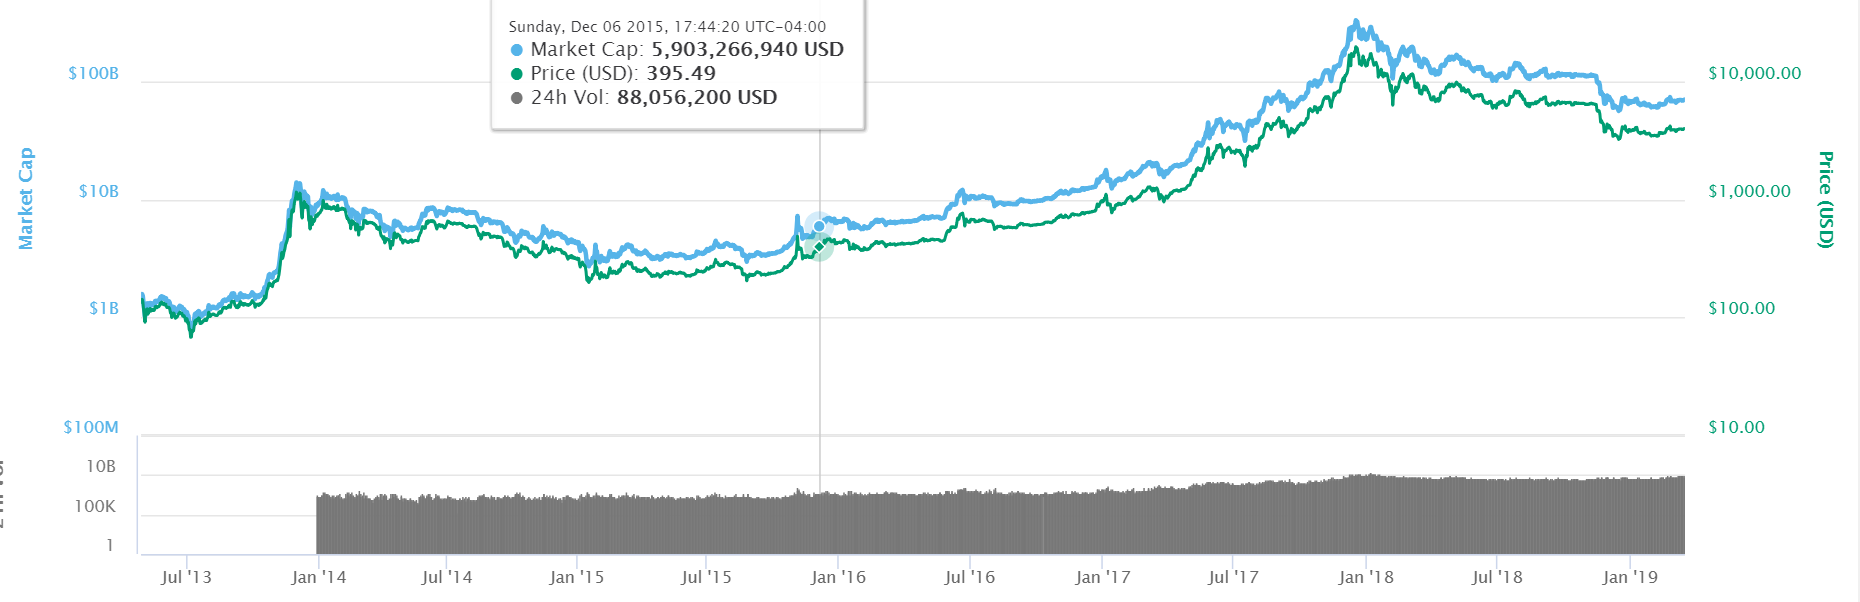 Sunday, Dec 06 2015, 17:44:20 UTC-04:00
Market Cap: 5,903,266,940 USD
Price (USD): 395.49
24h Vol: 88,056,200 USD
$100B
$10,000.00
$10B
$1,000.00
Market Cap
Price (USD)
$1B
$100.00
$100M
$10.00
10B
100K
1
Jul '13
Jan '14
Jul '14
Jan '15
Jul '15
Jan '16
Jul '16
Jan '17
Jul '17
Jan '18
Jul '18
Jan '19